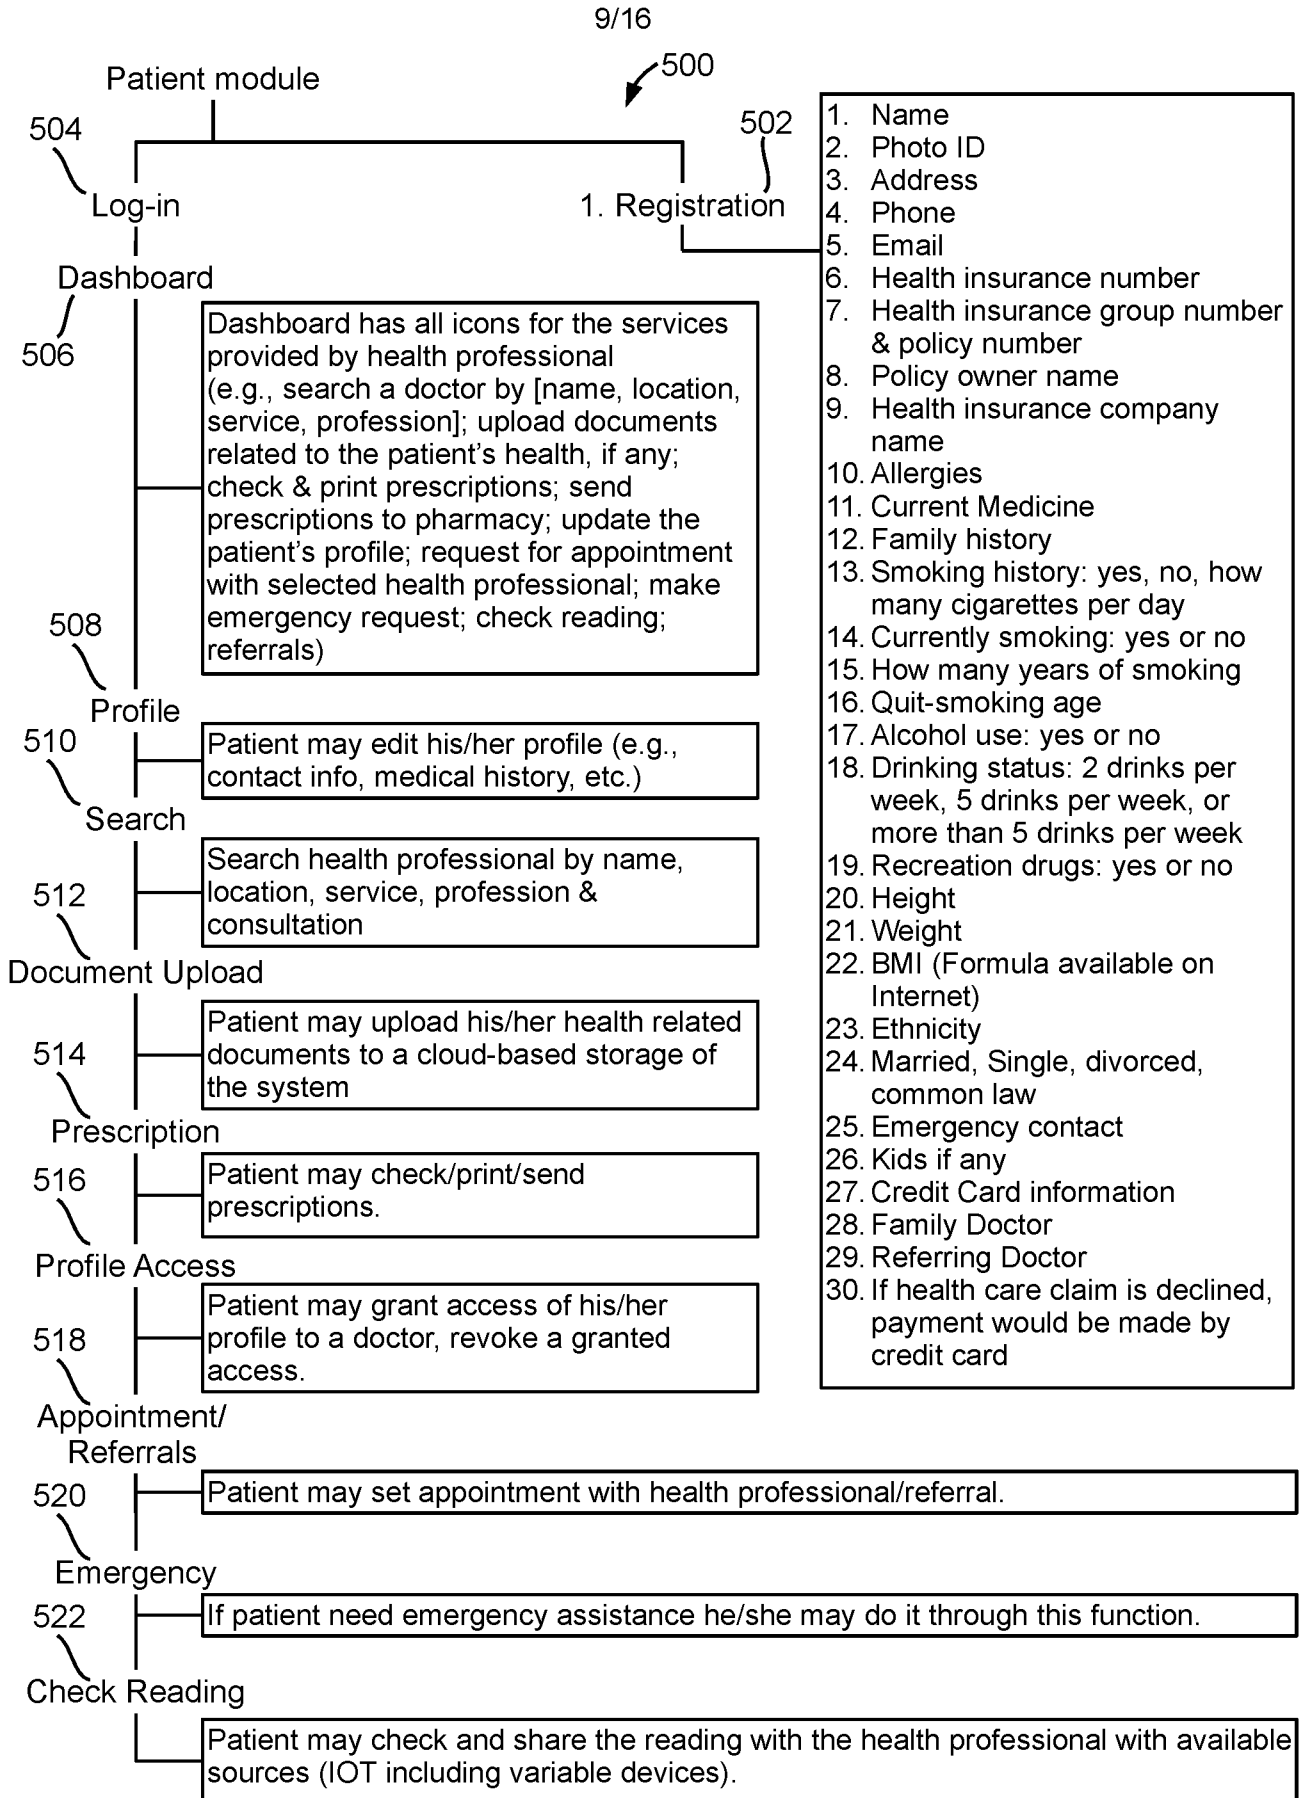 9/16
500
Patient module
504
502
Log-in
1. Registration
1. Name
2. Photo ID
3. Address
4. Phone
5. Email
6. Health insurance number
7. Health insurance group number
& policy number
8. Policy owner name
9. Health insurance company
name
10. Allergies
11. Current Medicine
12. Family history
13. Smoking history: yes, no, how
many cigarettes per day
14. Currently smoking: yes or no
15. How many years of smoking
16. Quit-smoking age
17. Alcohol use: yes or no
18. Drinking status: 2 drinks per
week, 5 drinks per week, or
more than 5 drinks per week
19. Recreation drugs: yes or no
20. Height
21. Weight
22. BMI (Formula available on
Internet)
23. Ethnicity
24. Married, Single, divorced,
common law
25. Emergency contact
26. Kids if any
27. Credit Card information
28. Family Doctor
29. Referring Doctor
30. If health care claim is declined,
payment would be made by
credit card
Dashboard
506
Dashboard has all icons for the services
provided by health professional
(e.g., search a doctor by [name, location,
service, profession]; upload documents
related to the patient's health, if any;
check & print prescriptions; send
prescriptions to pharmacy; update the
patient's profile; request for appointment
with selected health professional; make
emergency request; check reading;
referrals)
508
Profile
510
Patient may edit his/her profile (e.g.,
contact info, medical history, etc.)
Search
Search health professional by name,
location, service, profession &
consultation
512
Document Upload
Patient may upload his/her health related
documents to a cloud-based storage of
the system
514
Prescription
Patient may check/print/send
prescriptions.
516
Profile Access
Patient may grant access of his/her
profile to a doctor, revoke a granted
access.
518
Appointment/
Referrals
Patient may set appointment with health professional/referral.
520
Emergency
If patient need emergency assistance he/she may do it through this function.
522
Check Reading
Patient may check and share the reading with the health professional with available
sources (IOT including variable devices).